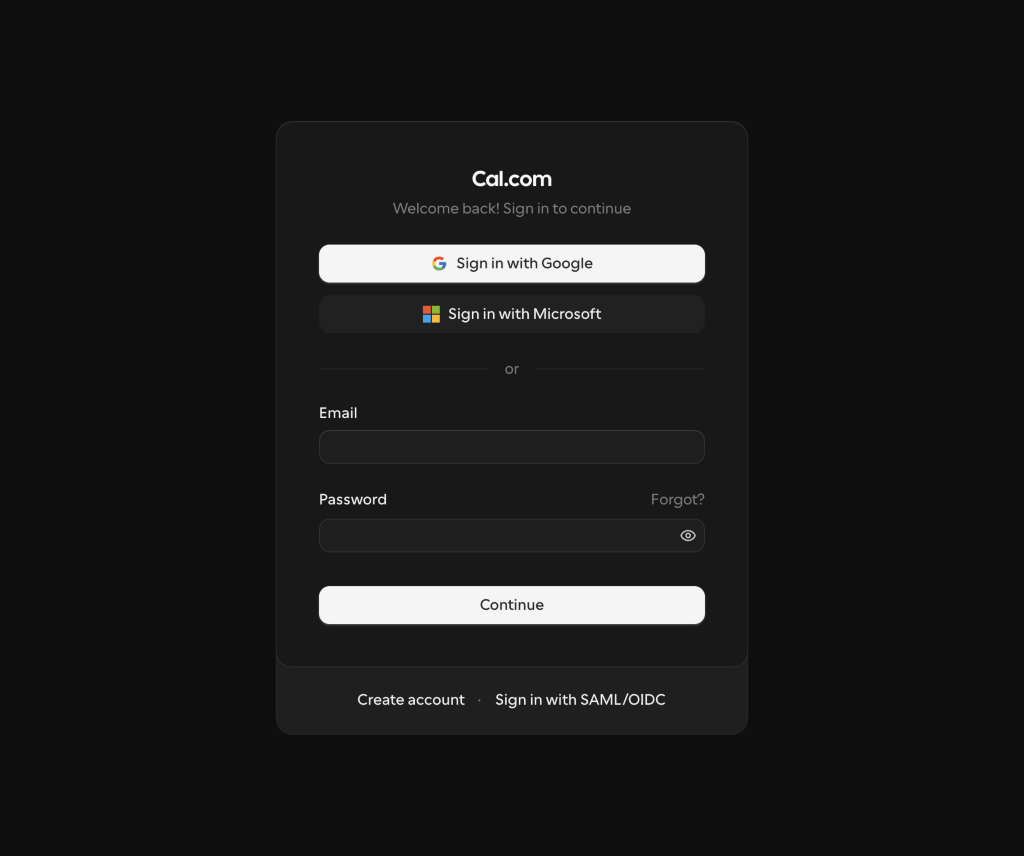 Cal.com
Welcome back! Sign in to continue
Sign in with Google
Sign in with Microsoft
or
Email
Password Forgot?
Continue
Create account · Sign in with SAML/OIDC